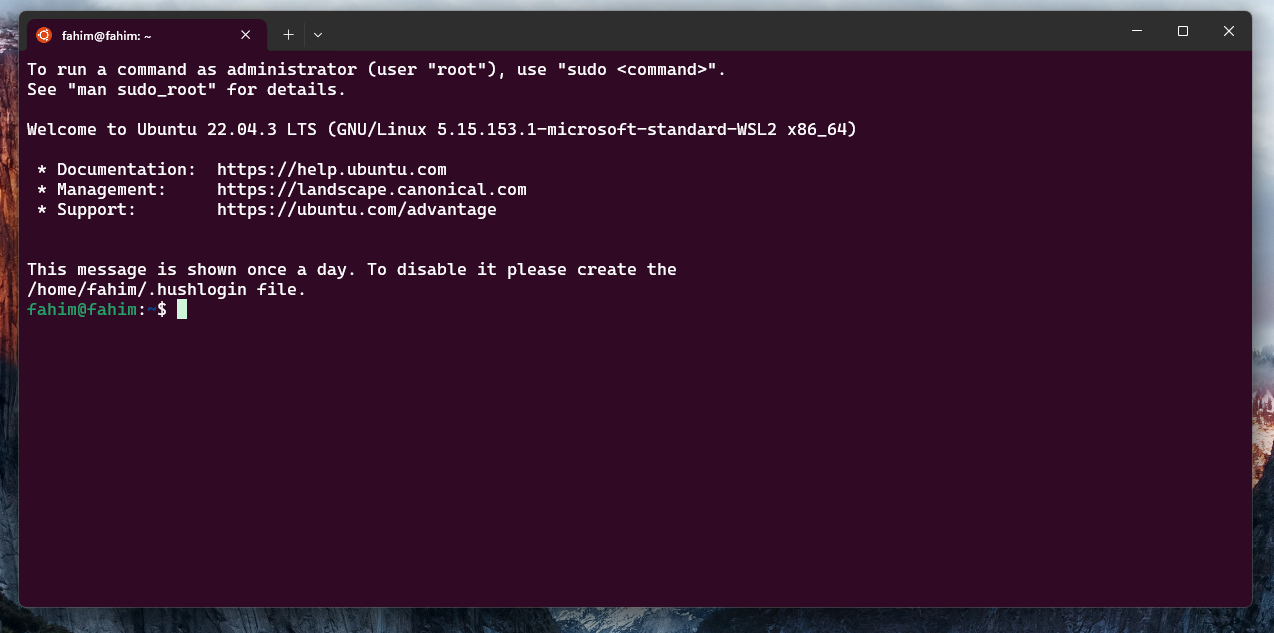 fahim@fahim: ~
To run a command as administrator (user "root"), use "sudo <command>".
See "man sudo_root" for details.
Welcome to Ubuntu 22.04.3 LTS (GNU/Linux 5.15.153.1-microsoft-standard-WSL2 x86_64)
* Documentation:  https://help.ubuntu.com
* Management:     https://landscape.canonical.com
* Support:        https://ubuntu.com/advantage
This message is shown once a day. To disable it please create the
/home/fahim/.hushlogin file.
fahim@fahim:~$